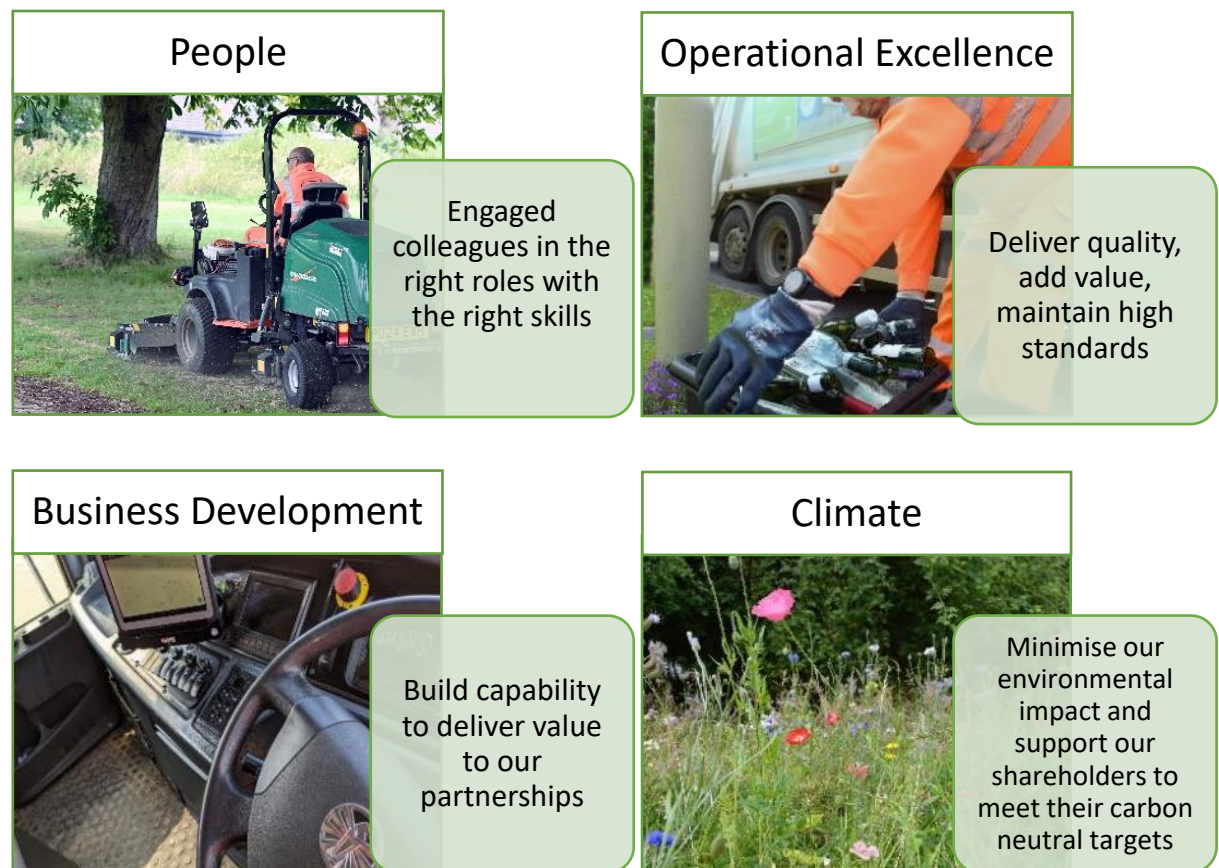 People
Engaged
colleagues in the
right roles with
the right skills
Operational Excellence
Deliver quality,
add value,
maintain high
standards
Business Development
Build capability
to deliver value
to our
partnerships
Climate
Minimise our
environmental
impact and
support our
shareholders to
meet their carbon
neutral targets